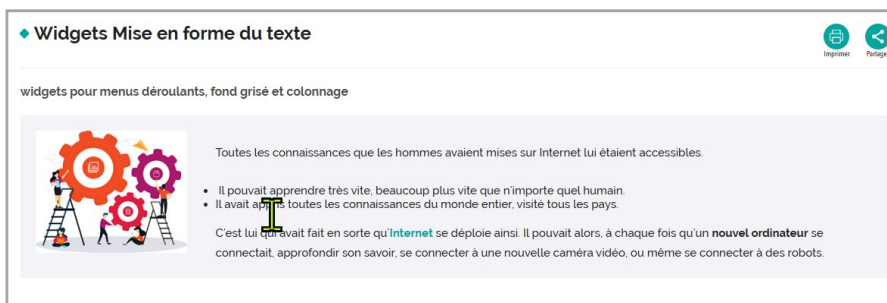 Widgets Mise en forme du texte
Imprimer
Partage
widgets pour menus déroulants, fond grisé et colonnage
Toutes les connaissances que les hommes avaient mises sur Internet lui étaient accessibles.
• Il pouvait apprendre très vite, beaucoup plus vite que n'importe quel humain.
• Il avait appris toutes les connaissances du monde entier, visité tous les pays.
C'est lui qui avait fait en sorte qu'Internet se déploie ainsi. Il pouvait alors, à chaque fois qu'un nouvel ordinateur se
connectait, approfondir son savoir, se connecter à une nouvelle caméra vidéo, ou même se connecter à des robots.